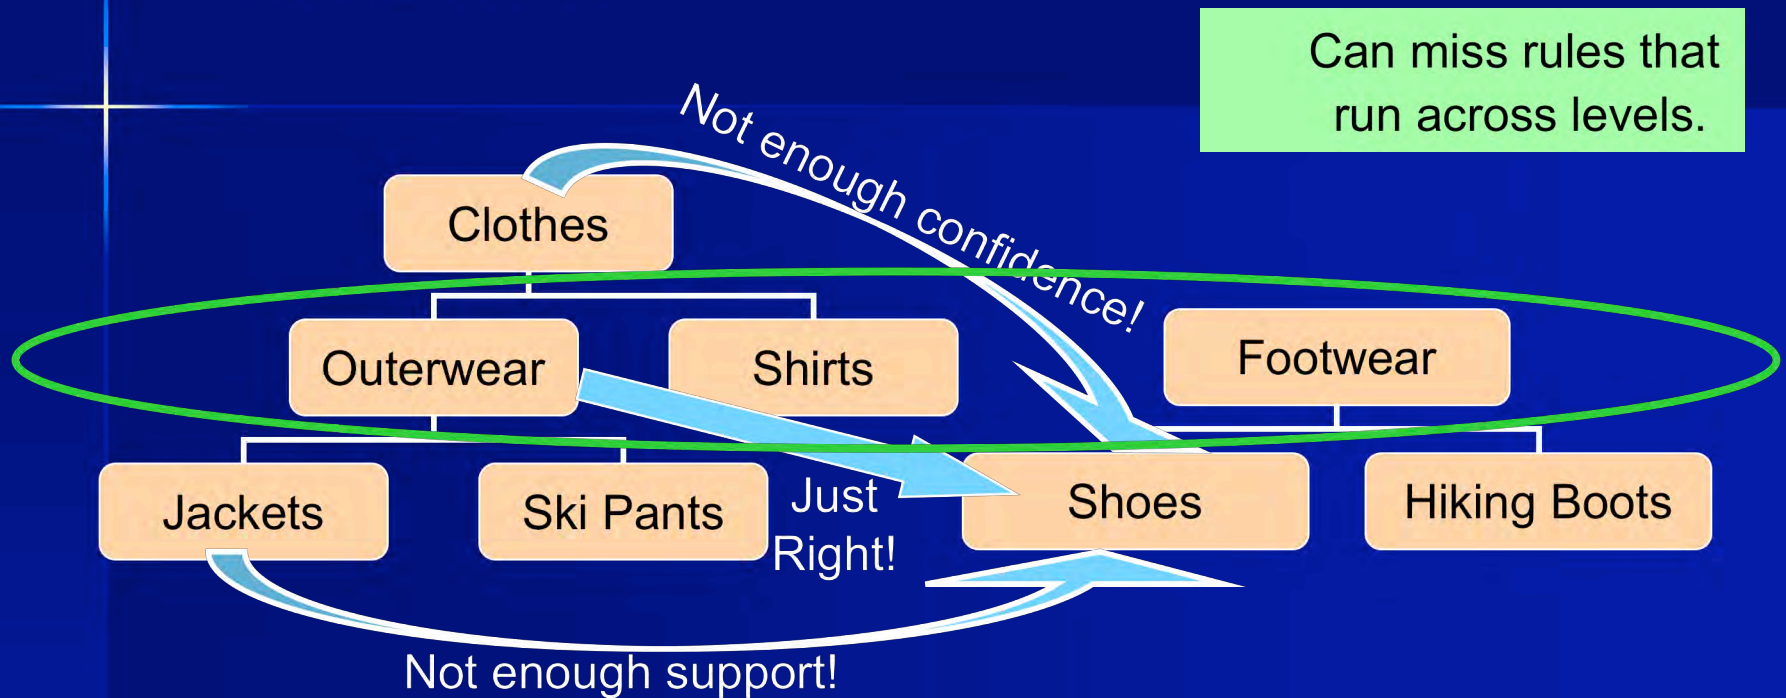 Can miss rules that
run across levels.
Not enough confidence!
Clothes
Outerwear
Shirts
Footwear
Jackets
Ski Pants
Just
Right!
Shoes
Hiking Boots
Not enough support!